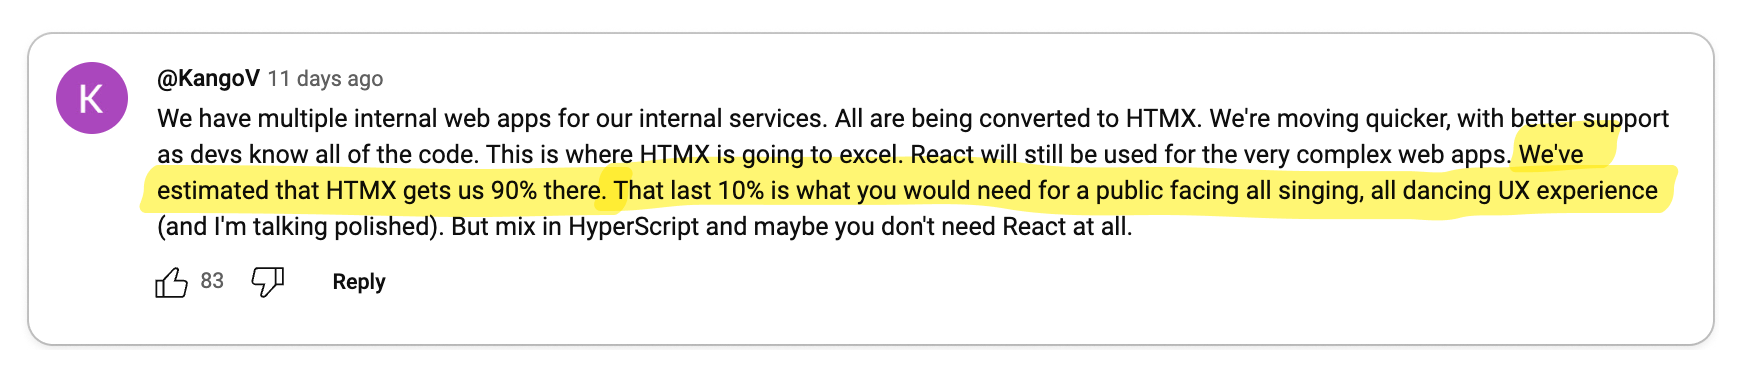 K
@KangoV 11 days ago
We have multiple internal web apps for our internal services. All are being converted to HTMX. We're moving quicker, with better support
as devs know all of the code. This is where HTMX is going to excel. React will still be used for the very complex web apps. We've
estimated that HTMX gets us 90% there. That last 10% is what you would need for a public facing all singing, all dancing UX experience
(and I'm talking polished). But mix in HyperScript and maybe you don't need React at all.
83 Reply